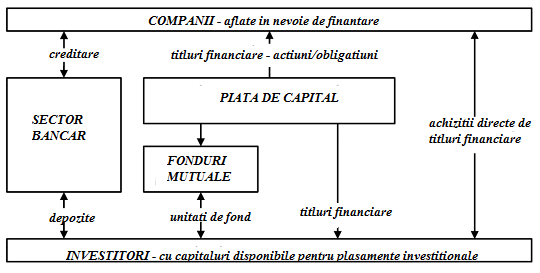 COMPANII - aflate in nevoie de finantare
creditare
titluri financiare - actiuni/obligatiuni
SECTOR
BANCAR
PIATA DE CAPITAL
achizitii directe de
titluri financiare
FONDURI
MUTUALE
depozite
unitati de fond
titluri financiare
INVESTITORI - cu capitaluri disponibile pentru plasamente investitionale